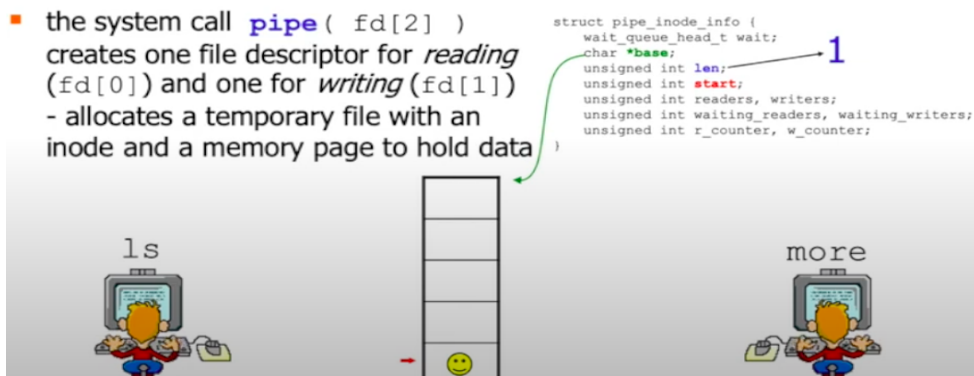 the system call pipe( fd[2] )
creates one file descriptor for reading
(fd[0]) and one for writing (fd[1])
- allocates a temporary file with an
inode and a memory page to hold data
struct pipe_inode_info {
wait_queue_head_t wait;
char *base;
unsigned int len;
1
unsigned int start;
unsigned int readers, writers;
unsigned int waiting_readers, waiting_writers;
unsigned int r_counter, w_counter;
}
ls
more